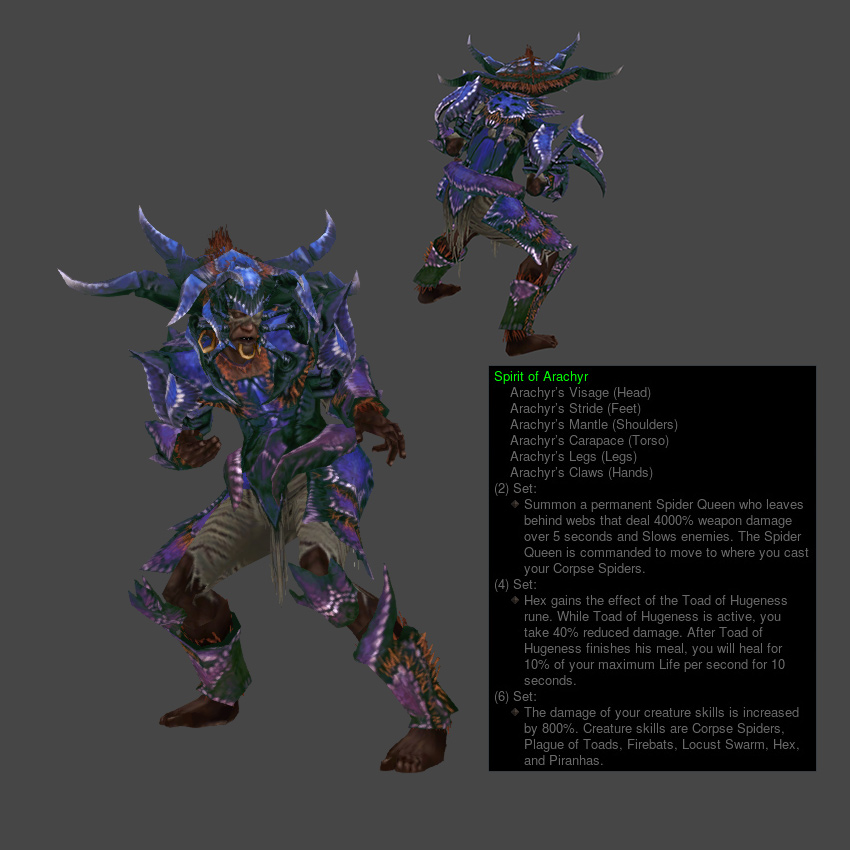 Spirit of Arachyr
Arachyr's Visage (Head)
Arachyr's Stride (Feet)
Arachyr's Mantle (Shoulders)
Arachyr's Carapace (Torso)
Arachyr's Legs (Legs)
Arachyr's Claws (Hands)
(2) Set:
Summon a permanent Spider Queen who leaves
behind webs that deal 4000% weapon damage
over 5 seconds and Slows enemies. The Spider
Queen is commanded to move to where you cast
your Corpse Spiders.
(4) Set:
Hex gains the effect of the Toad of Hugeness
rune. While Toad of Hugeness is active, you
take 40% reduced damage. After Toad of
Hugeness finishes his meal, you will heal for
10% of your maximum Life per second for 10
seconds.
(6) Set:
The damage of your creature skills is increased
by 800%. Creature skills are Corpse Spiders,
Plague of Toads, Firebats, Locust Swarm, Hex,
and Piranhas.